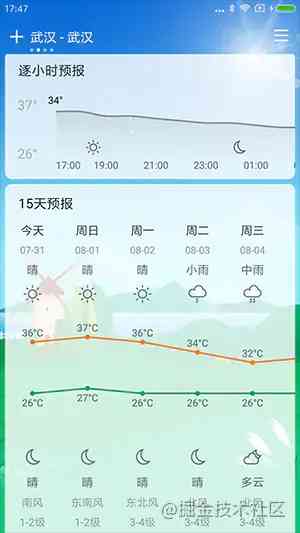 17:47
武汉 - 武汉
逐小时预报
37° 34°
26°
17:00 19:00 21:00 23:00 01:00
15天预报
今天 周日 周一 周二 周三
07-31 08-01 08-02 08-03 08-04
晴 晴 晴 小雨 中雨
36°C 37°C 36°C 34°C 32°C
26°C 27°C 26°C 26°C 26°C
晴 晴 晴 晴 多云
南风 东南风 东北风 北风
1-2级 1-2级 3-4级 3-4级 3-4级
@掘金技术社区